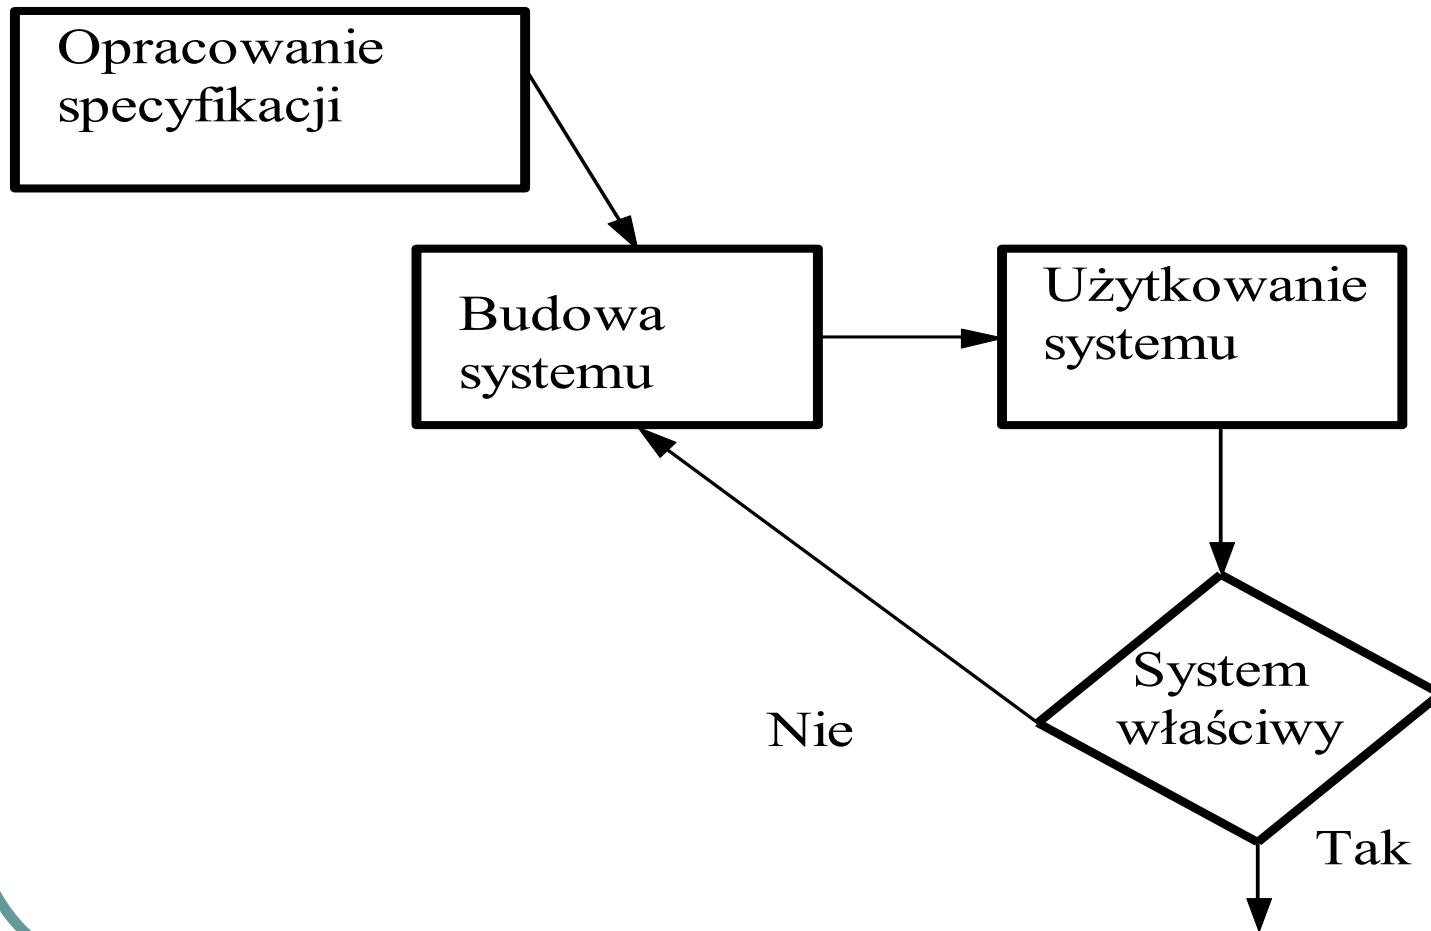 Opracowanie
specyfikacji
Budowa
systemu
Użytkowanie
systemu
System
właściwy
Nie
Tak